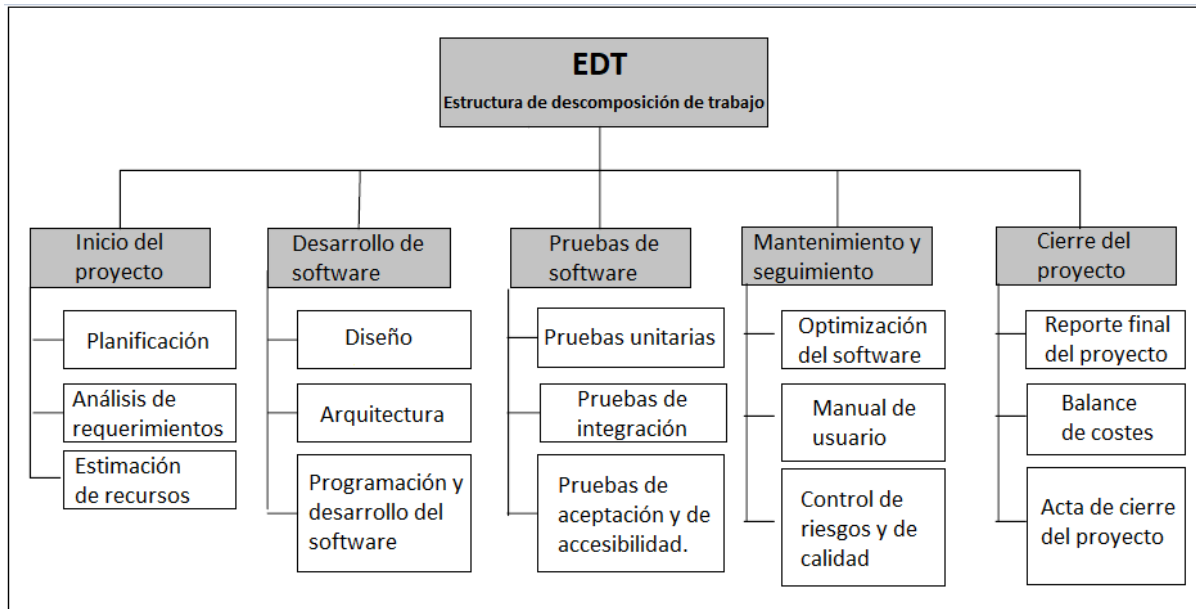 EDT
Estructura de descomposición de trabajo
Inicio del
proyecto
Planificación
Análisis de
requerimientos
Estimación
de recursos
Desarrollo de
software
Diseño
Arquitectura
Programación y
desarrollo del
software
Pruebas de
software
Pruebas unitarias
Pruebas de
integración
Pruebas de
aceptación y de
accesibilidad.
Mantenimiento y
seguimiento
Optimización
del software
Manual de
usuario
Control de
riesgos y de
calidad
Cierre del
proyecto
Reporte final
del proyecto
Balance
de costes
Acta de cierre
del proyecto